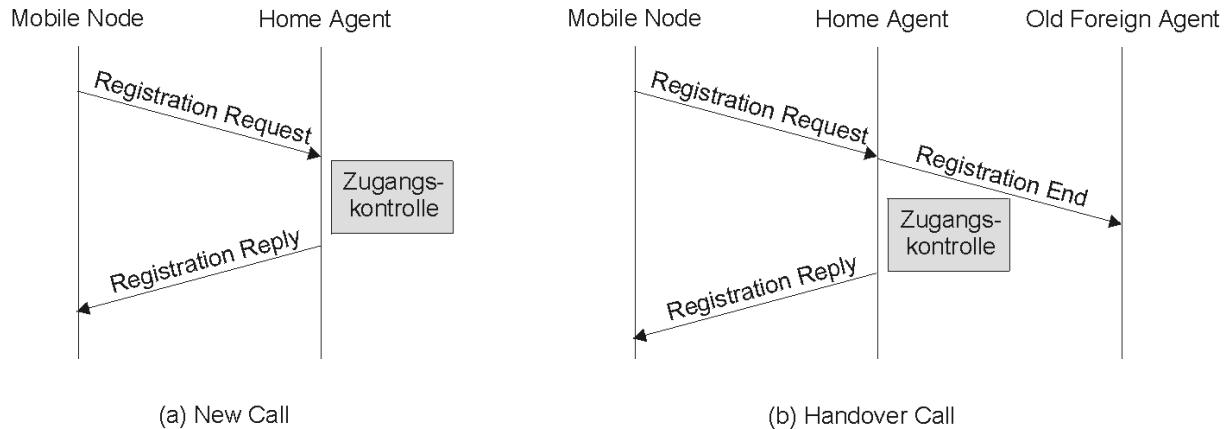 Mobile Node
Home Agent
Registration Request
Zugangs-
kontrolle
Registration Reply
(a) New Call
Mobile Node
Home Agent
Old Foreign Agent
Registration Request
Registration End
Zugangs-
kontrolle
Registration Reply
(b) Handover Call